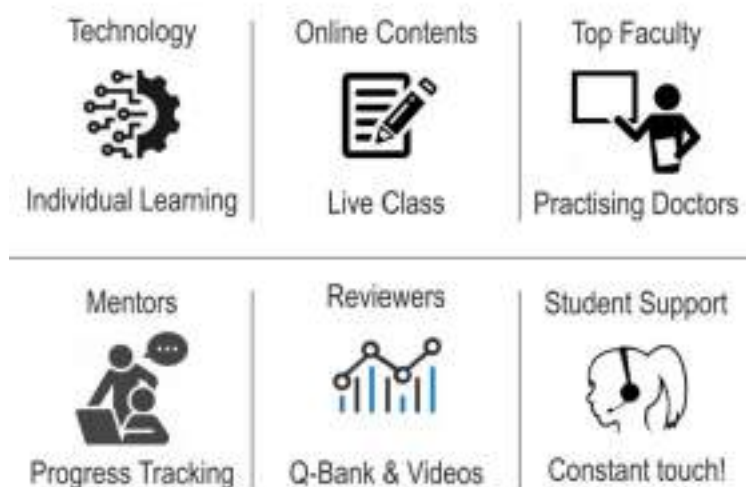 Technology
Online Contents
Top Faculty
Individual Learning
Live Class
Practising Doctors
Mentors
Reviewers
Student Support
Progress Tracking
Q-Bank & Videos
Constant touch!